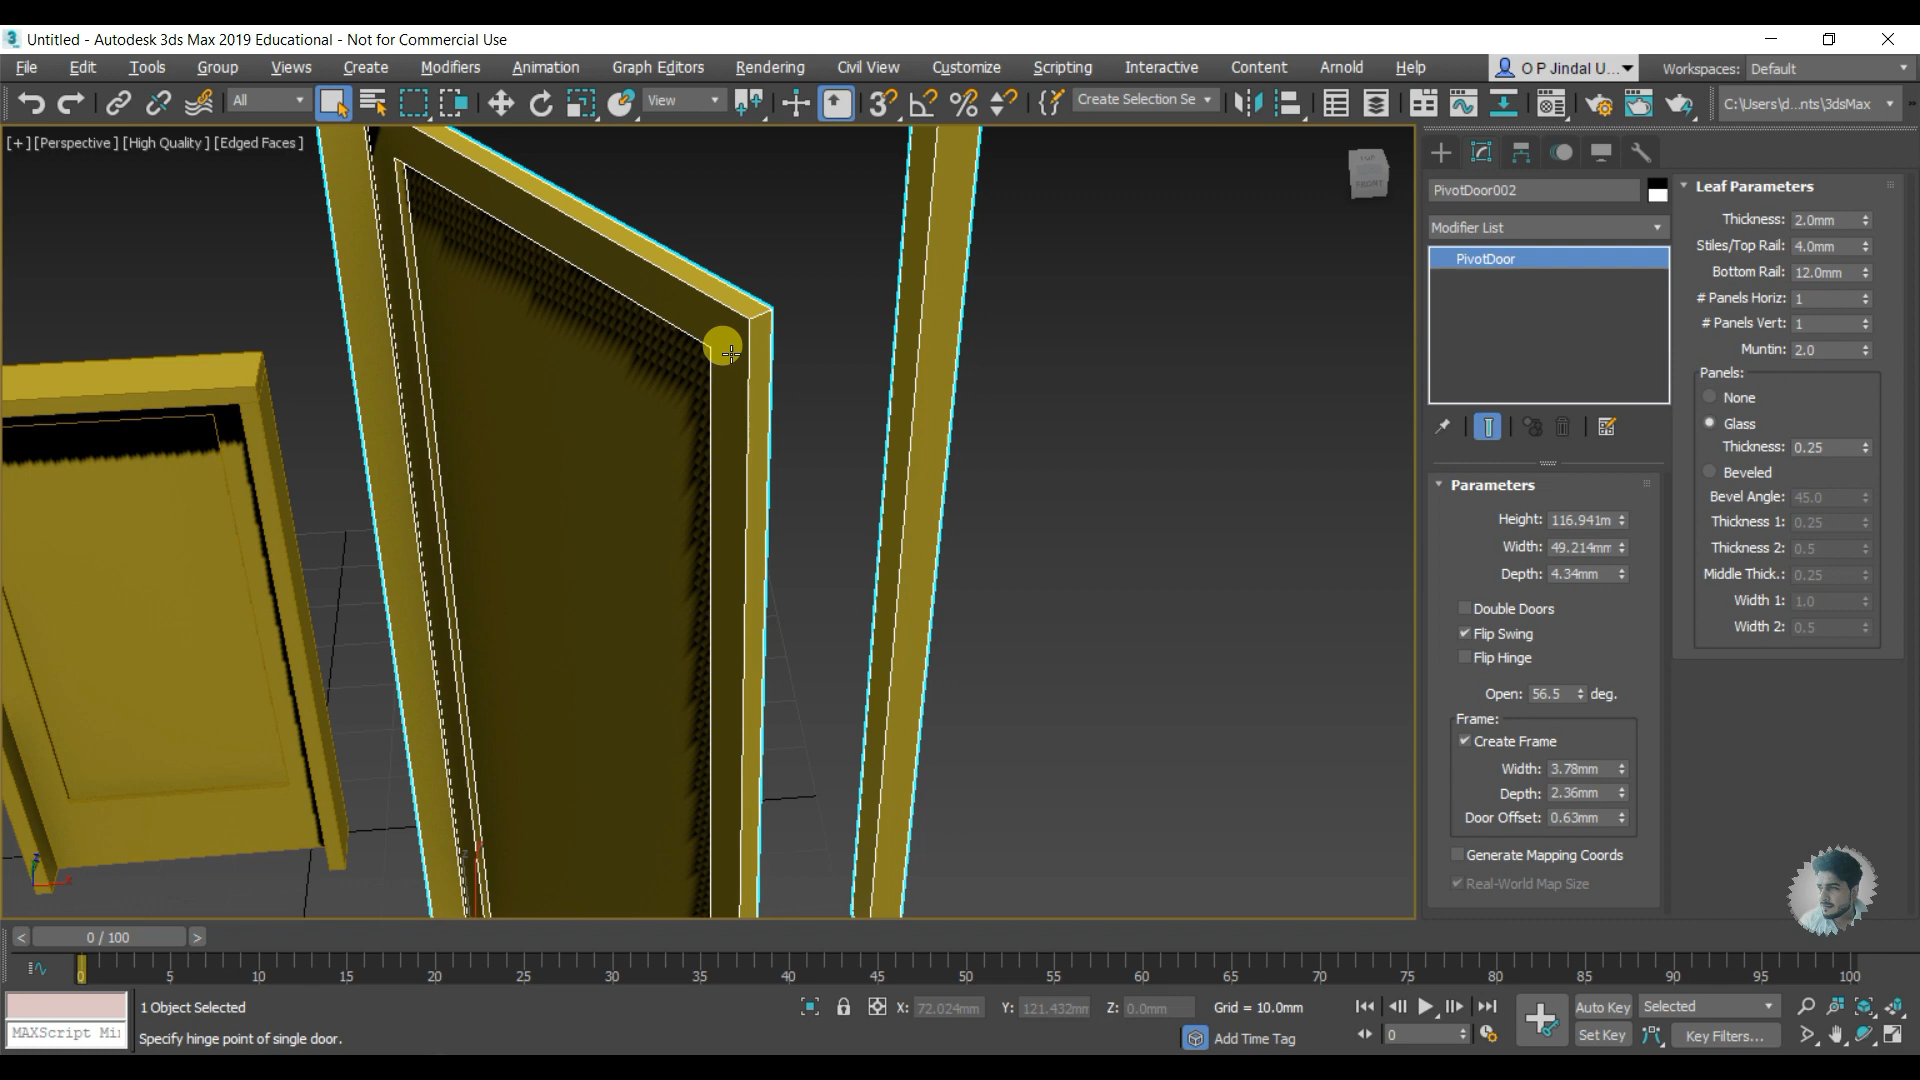 Untitled - Autodesk 3ds Max 2019 Educational - Not for Commercial Use
File Edit Tools Group Views Create Modifiers Animation Graph Editors Rendering Civil View Customize Scripting Interactive Content Arnold Help O P Jindal U... Workspaces: Default
All View Create Selection Se C:\Users\d...nts\3dsMax
[+] [Perspective] [High Quality] [Edged Faces]
TOP
FRONT
PivotDoor002
Modifier List
PivotDoor
Parameters
Height: 116.941m
Width: 49.214mm
Depth: 4.34mm
Double Doors
Flip Swing
Flip Hinge
Open: 56.5 deg.
Frame:
Create Frame
Width: 3.78mm
Depth: 2.36mm
Door Offset: 0.63mm
Generate Mapping Coords
Real-World Map Size
Leaf Parameters
Thickness: 2.0mm
Stiles/Top Rail: 4.0mm
Bottom Rail: 12.0mm
# Panels Horiz: 1
# Panels Vert: 1
Muntin: 2.0
Panels:
None
Glass
Thickness: 0.25
Beveled
Bevel Angle: 45.0
Thickness 1: 0.25
Thickness 2: 0.5
Middle Thick.: 0.25
Width 1: 1.0
Width 2: 0.5
< 0 / 100 >
0 5 10 15 20 25 30 35 40 45 50 55 60 65 70 75 80 85 90 95 100
1 Object Selected X: 72.024mm Y: 121.432mm Z: 0.0mm Grid = 10.0mm Auto Key Selected
MAXScript Mi Specify hinge point of single door. Add Time Tag 0 Set Key Key Filters...